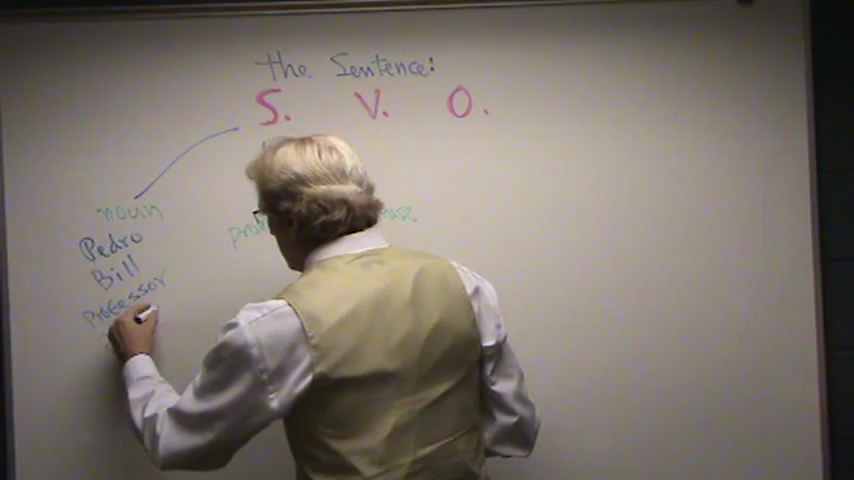 the Sentence:
S. V. O.
noun
Pedro
Bill
professor